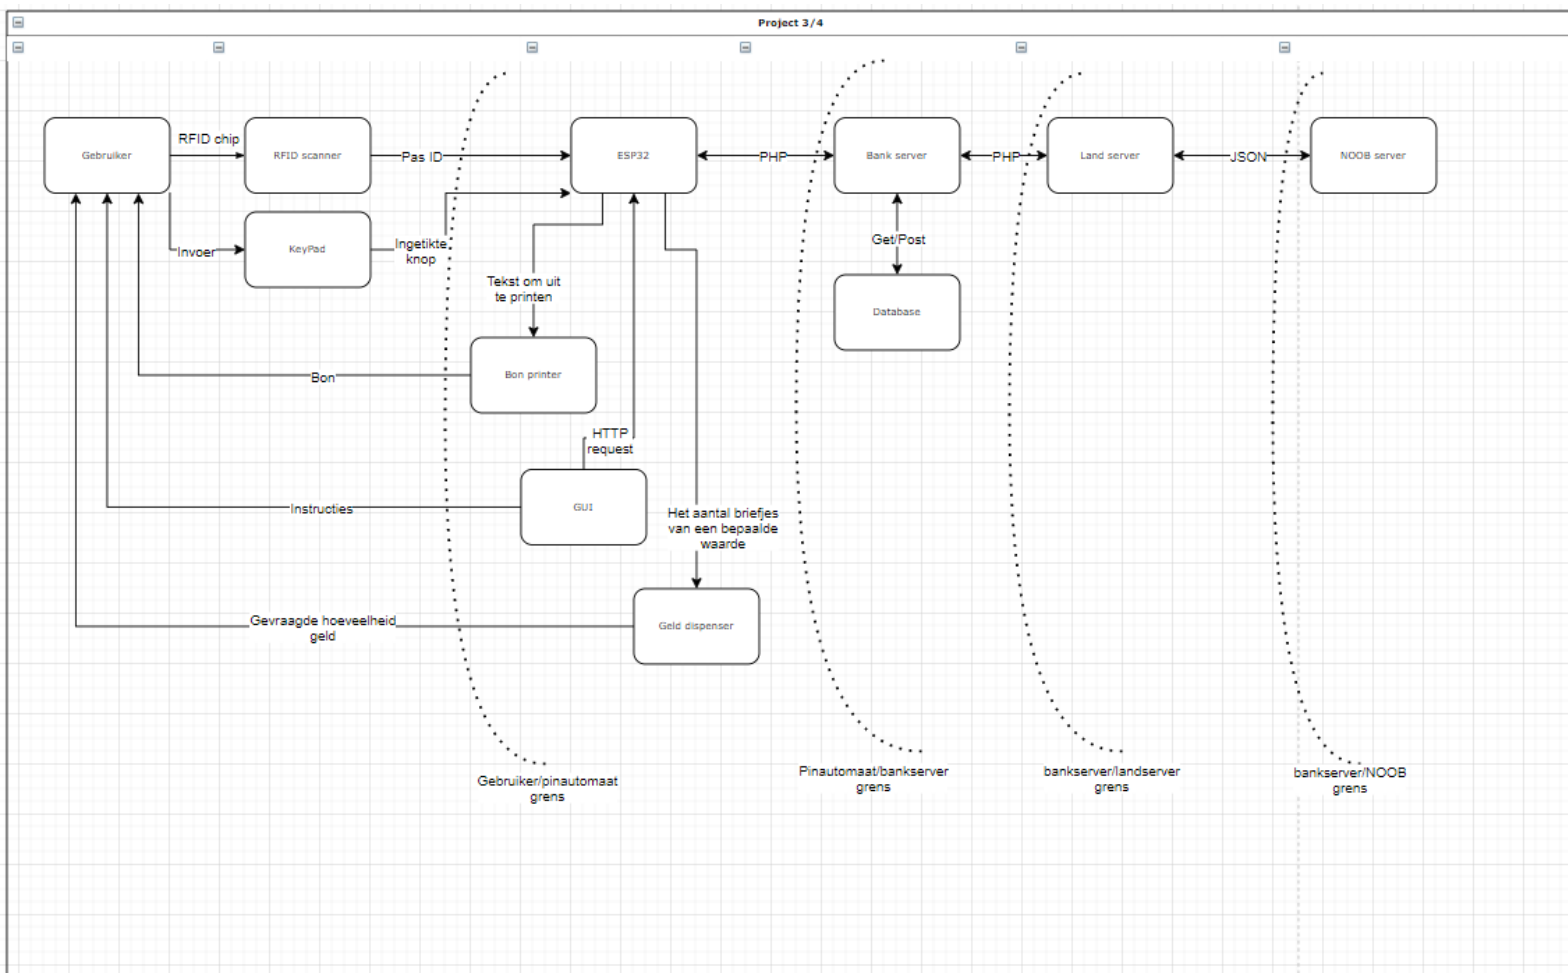 Project 3/4
Gebruiker
RFID chip
RFID scanner
Pas ID
ESP32
PHP
Bank server
PHP
Land server
JSON
NOOB server
Invoer
KeyPad
Ingetikte
knop
Get/Post
Tekst om uit
te printen
Database
Bon
Bon printer
HTTP
request
Instructies
GUI
Het aantal briefjes
van een bepaalde
waarde
Gevraagde hoeveelheid
geld
Geld dispenser
Gebruiker/pinautomaat
grens
Pinautomaat/bankserver
grens
bankserver/landserver
grens
bankserver/NOOB
grens